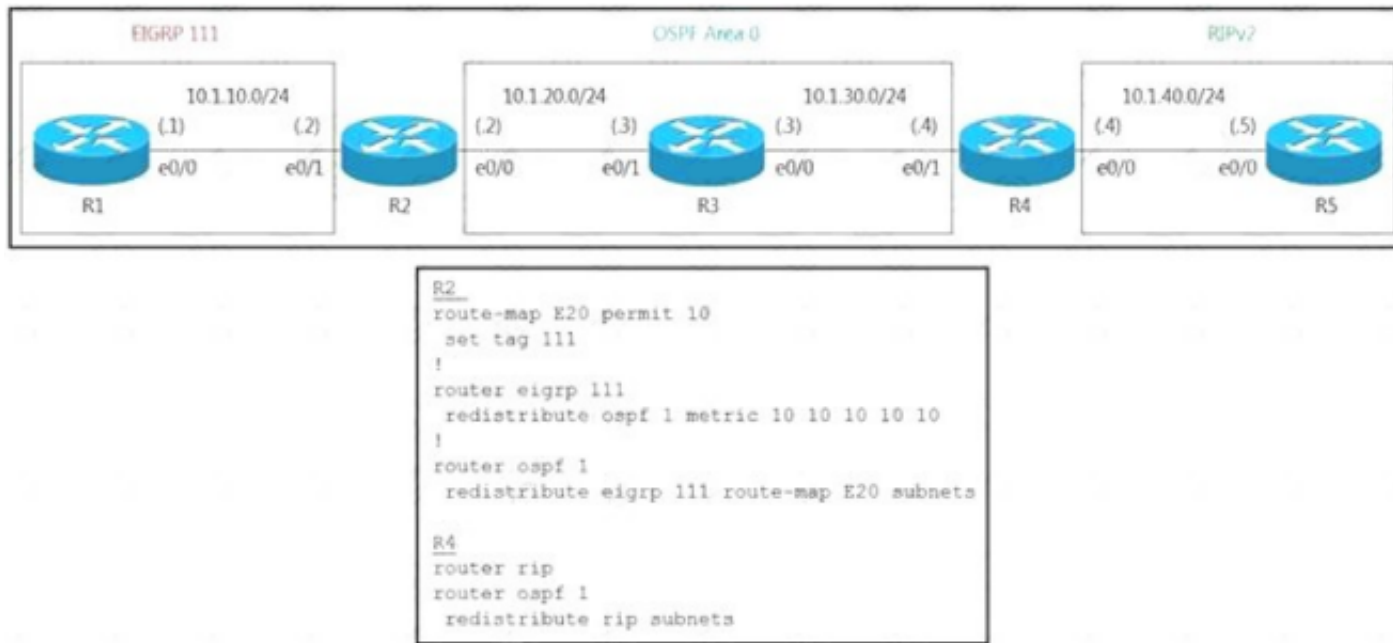 EIGRP 111 OSPF Area 0 RIPv2
10.1.10.0/24 10.1.20.0/24 10.1.30.0/24 10.1.40.0/24
(.1) (.2) (.2) (.3) (.3) (.4) (.4) (.5)
e0/0 e0/1 e0/0 e0/1 e0/0 e0/1 e0/0 e0/0
R1 R2 R3 R4 R5
R2
route-map E20 permit 10
set tag 111
!
router eigrp 111
redistribute ospf 1 metric 10 10 10 10 10
!
router ospf 1
redistribute eigrp 111 route-map E20 subnets
R4
router rip
router ospf 1
redistribute rip subnets